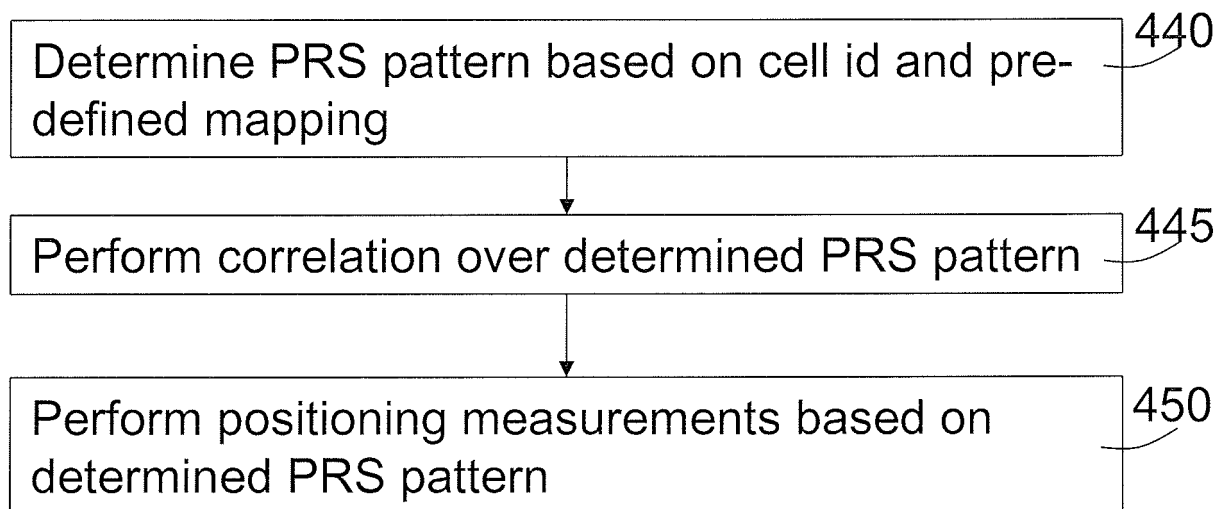 440
Determine PRS pattern based on cell id and pre-
defined mapping
445
Perform correlation over determined PRS pattern
450
Perform positioning measurements based on
determined PRS pattern